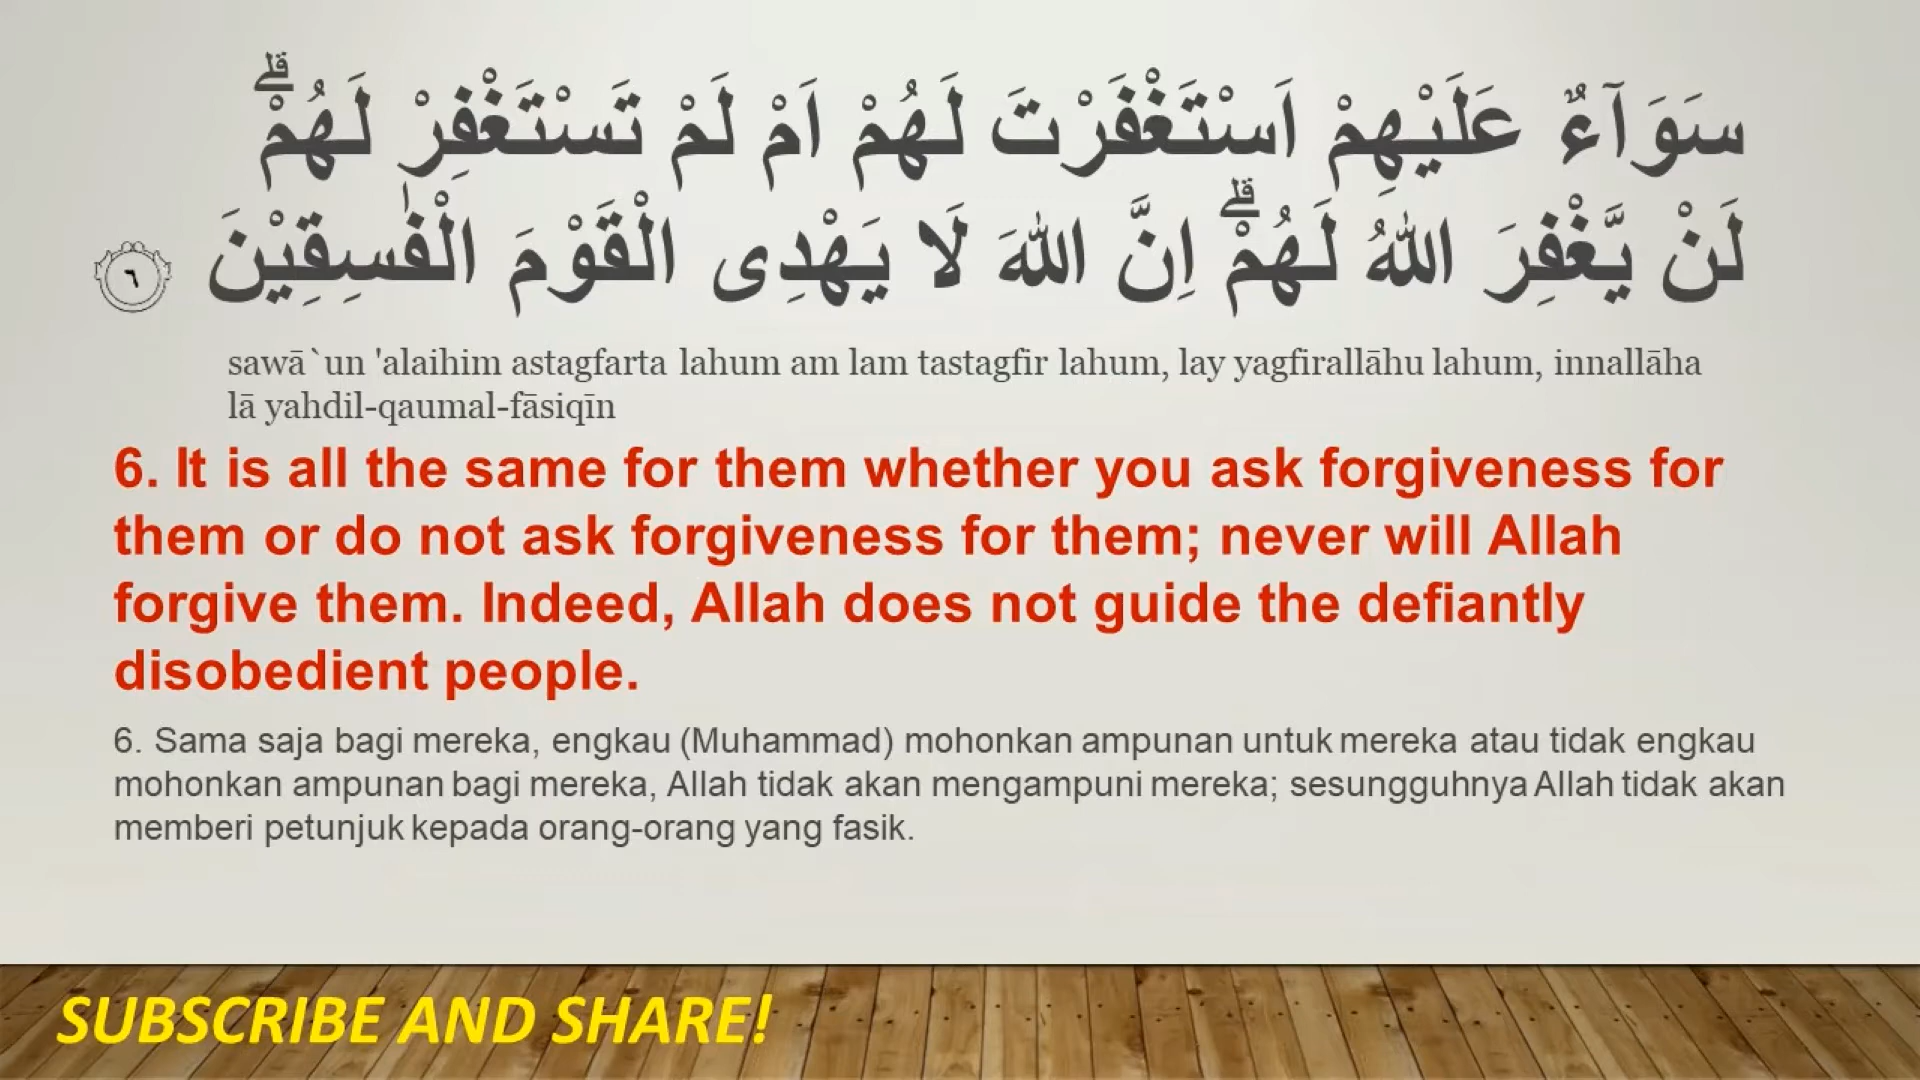 سَوَآءٌ عَلَيْهِمْ اَسْتَغْفَرْتَ لَهُمْ اَمْ لَمْ تَسْتَغْفِرْ لَهُمْۗ
لَنْ يَّغْفِرَ اللهُ لَهُمْۗ اِنَّ اللهَ لَا يَهْدِى الْقَوْمَ الْفٰسِقِيْنَ ٦
sawā`un 'alaihim astagfarta lahum am lam tastagfir lahum, lay yagfirallāhu lahum, innallāha
lā yahdil-qaumal-fāsiqīn
6. It is all the same for them whether you ask forgiveness for
them or do not ask forgiveness for them; never will Allah
forgive them. Indeed, Allah does not guide the defiantly
disobedient people.
6. Sama saja bagi mereka, engkau (Muhammad) mohonkan ampunan untuk mereka atau tidak engkau
mohonkan ampunan bagi mereka, Allah tidak akan mengampuni mereka; sesungguhnya Allah tidak akan
memberi petunjuk kepada orang-orang yang fasik.
SUBSCRIBE AND SHARE!